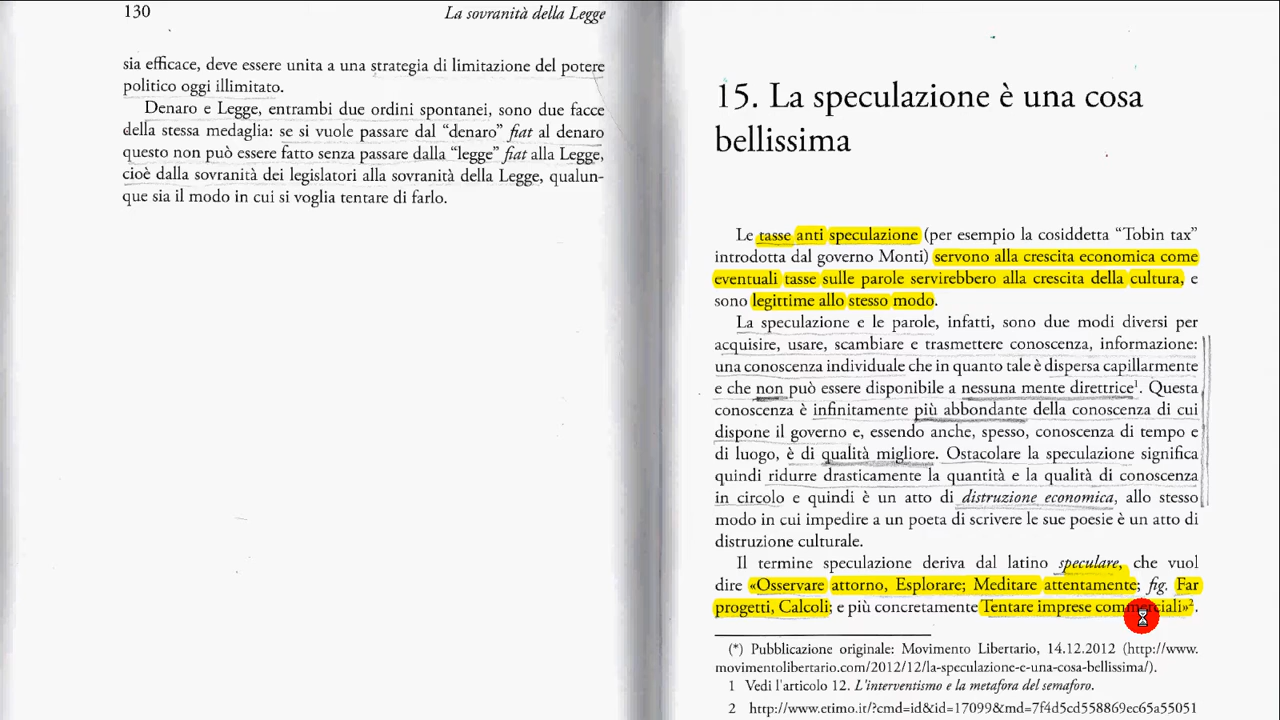 130
La sovranità della Legge
sia efficace, deve essere unita a una strategia di limitazione del potere
politico oggi illimitato.
Denaro e Legge, entrambi due ordini spontanei, sono due facce
della stessa medaglia: se si vuole passare dal “denaro” fiat al denaro
questo non può essere fatto senza passare dalla “legge” fiat alla Legge,
cioè dalla sovranità dei legislatori alla sovranità della Legge, qualun-
que sia il modo in cui si voglia tentare di farlo.
15. La speculazione è una cosa
bellissima
Le tasse anti speculazione (per esempio la cosiddetta “Tobin tax”
introdotta dal governo Monti) servono alla crescita economica come
eventuali tasse sulle parole servirebbero alla crescita della cultura, e
sono legittime allo stesso modo.
La speculazione e le parole, infatti, sono due modi diversi per
acquisire, usare, scambiare e trasmettere conoscenza, informazione:
una conoscenza individuale che in quanto tale è dispersa capillarmente
e che non può essere disponibile a nessuna mente direttrice1. Questa
conoscenza è infinitamente più abbondante della conoscenza di cui
dispone il governo e, essendo anche, spesso, conoscenza di tempo e
di luogo, è di qualità migliore. Ostacolare la speculazione significa
quindi ridurre drasticamente la quantità e la qualità di conoscenza
in circolo e quindi è un atto di distruzione economica, allo stesso
modo in cui impedire a un poeta di scrivere le sue poesie è un atto di
distruzione culturale.
Il termine speculazione deriva dal latino speculare, che vuol
dire «Osservare attorno, Esplorare; Meditare attentamente; fig. Far
progetti, Calcoli; e più concretamente Tentare imprese commerciali»2.
(*) Pubblicazione originale: Movimento Libertario, 14.12.2012 (http://www.
movimentolibertario.com/2012/12/la-speculazione-e-una-cosa-bellissima/).
1 Vedi l'articolo 12. L'interventismo e la metafora del semaforo.
2 http://www.etimo.it/?cmd=id&id=17099&md=7f4d5cd558869ec65a55051